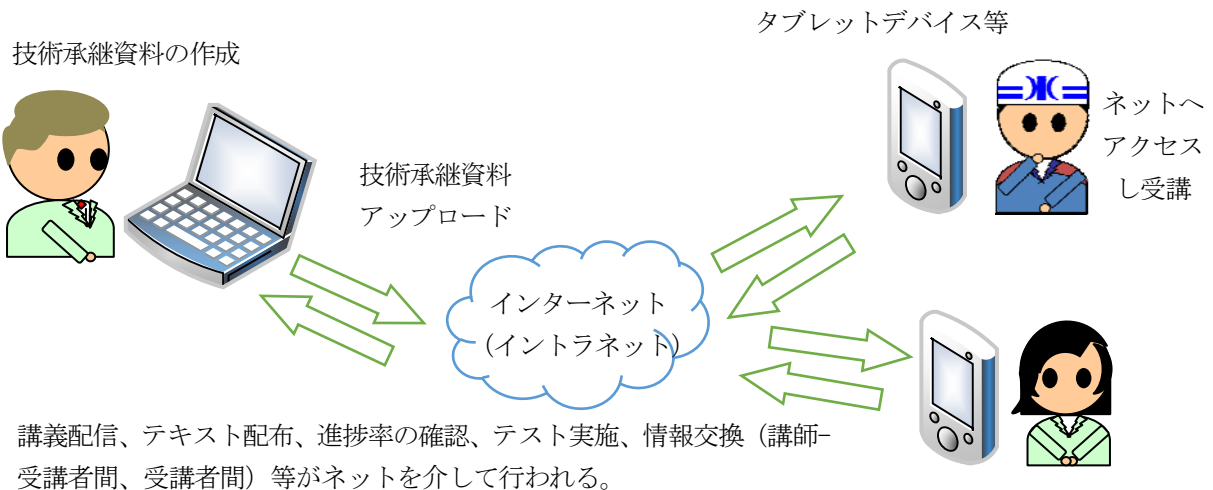 タブレットデバイス等
技術承継資料の作成
ネットへ
アクセス
し受講
技術承継資料
アップロード
インターネット
（イントラネット）
講義配信、テキスト配布、進捗率の確認、テスト実施、情報交換（講師-
受講者間、受講者間）等がネットを介して行われる。